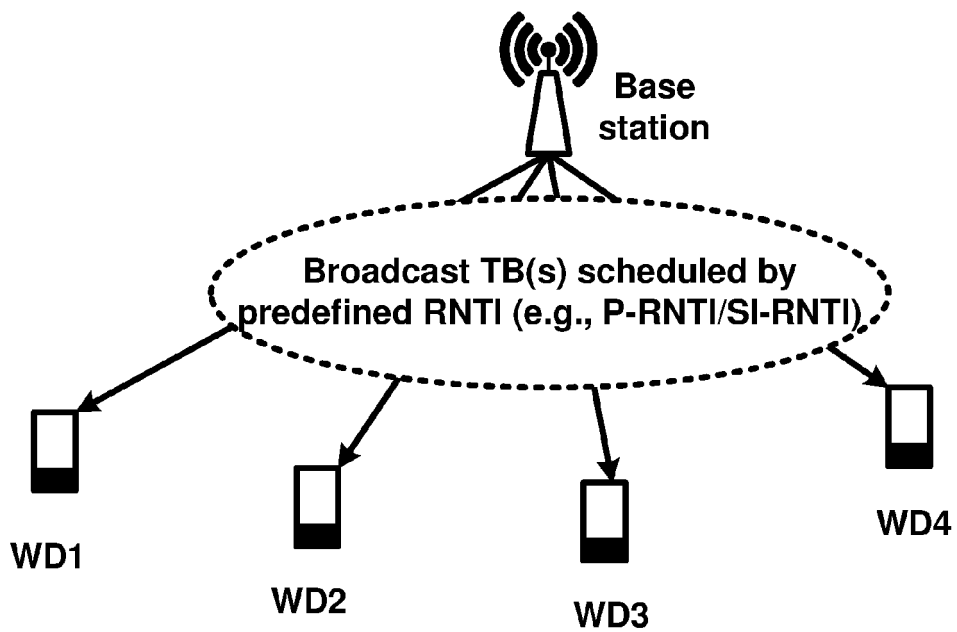 Base
station
Broadcast TB(s) scheduled by
predefined RNTI (e.g., P-RNTI/SI-RNTI)
WD1
WD2
WD3
WD4